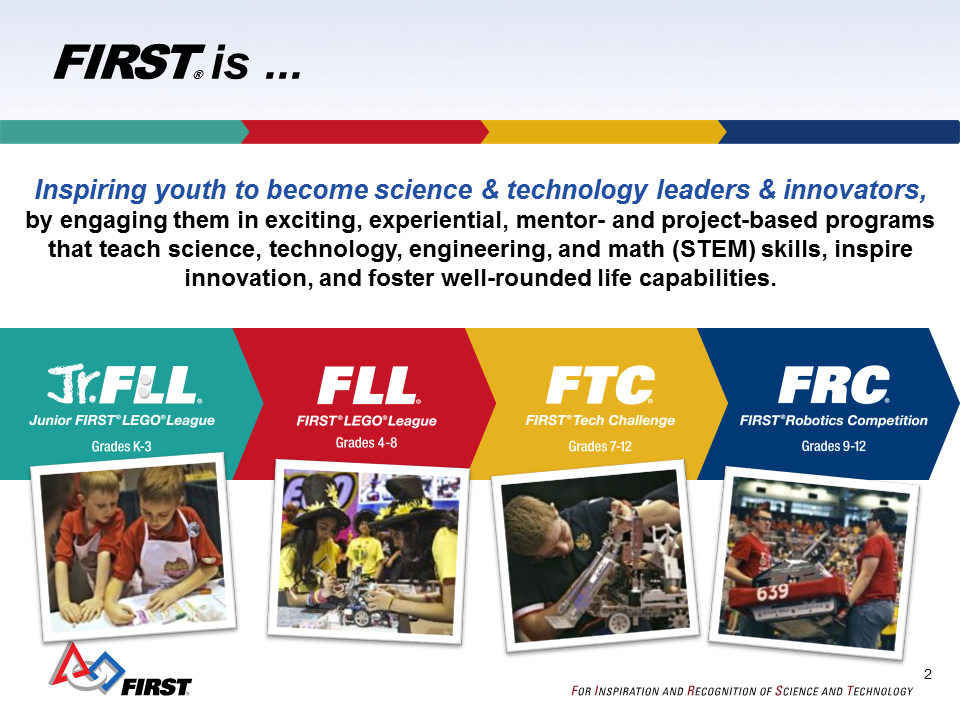 FIRST® is ...
Inspiring youth to become science & technology leaders & innovators,
by engaging them in exciting, experiential, mentor- and project-based programs
that teach science, technology, engineering, and math (STEM) skills, inspire
innovation, and foster well-rounded life capabilities.
Jr.FLL®
Junior FIRST® LEGO® League
Grades K-3
FLL®
FIRST® LEGO® League
Grades 4-8
FTC®
FIRST® Tech Challenge
Grades 7-12
FRC®
FIRST® Robotics Competition
Grades 9-12
639
FIRST®
FOR INSPIRATION AND RECOGNITION OF SCIENCE AND TECHNOLOGY
2